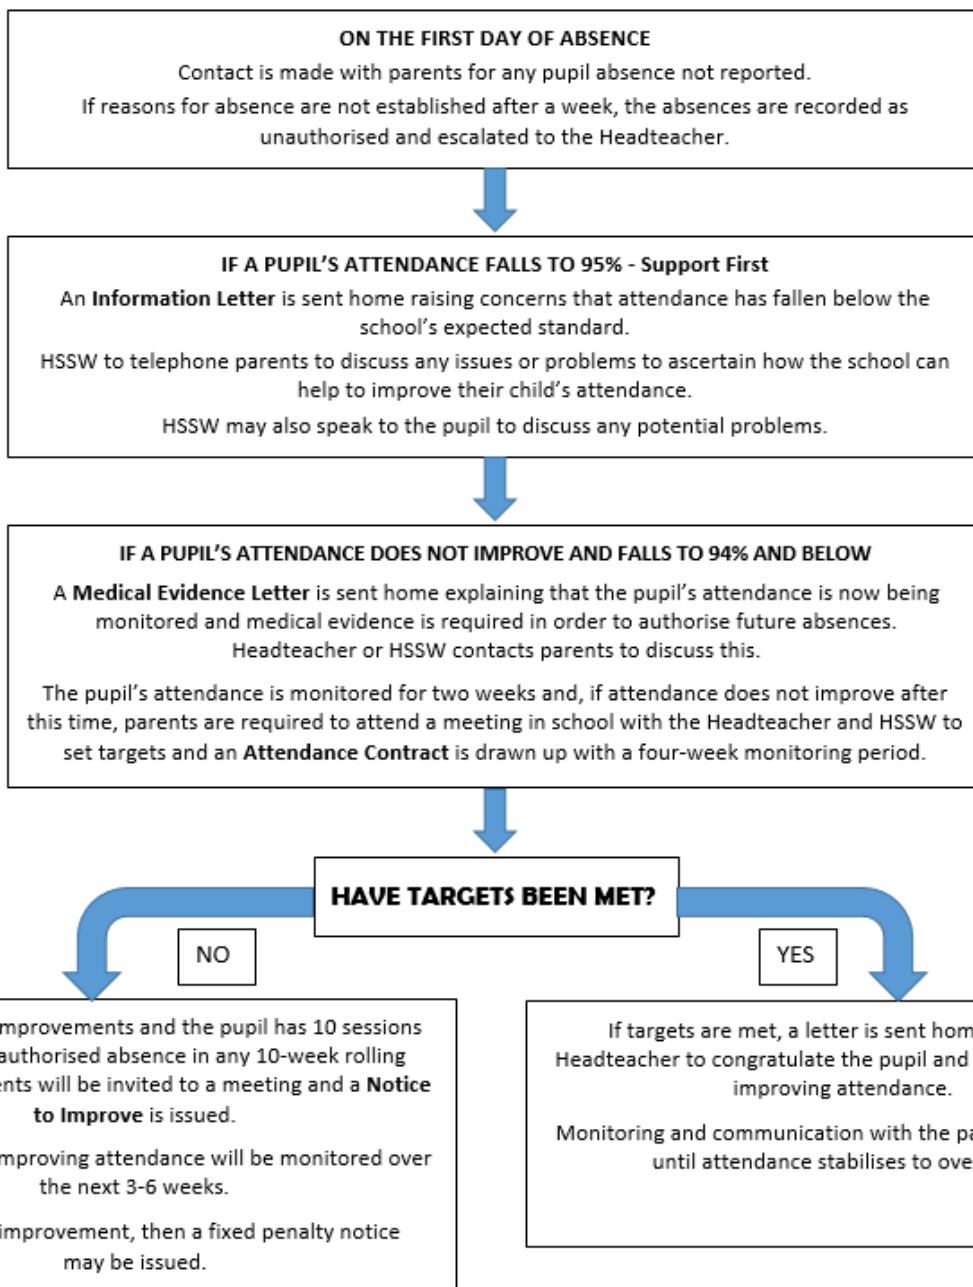 ON THE FIRST DAY OF ABSENCE
Contact is made with parents for any pupil absence not reported.
If reasons for absence are not established after a week, the absences are recorded as
unauthorised and escalated to the Headteacher.
IF A PUPIL'S ATTENDANCE FALLS TO 95% - Support First
An Information Letter is sent home raising concerns that attendance has fallen below the
school's expected standard.
HSSW to telephone parents to discuss any issues or problems to ascertain how the school can
help to improve their child's attendance.
HSSW may also speak to the pupil to discuss any potential problems.
IF A PUPIL'S ATTENDANCE DOES NOT IMPROVE AND FALLS TO 94% AND BELOW
A Medical Evidence Letter is sent home explaining that the pupil's attendance is now being
monitored and medical evidence is required in order to authorise future absences.
Headteacher or HSSW contacts parents to discuss this.
The pupil's attendance is monitored for two weeks and, if attendance does not improve after
this time, parents are required to attend a meeting in school with the Headteacher and HSSW to
set targets and an Attendance Contract is drawn up with a four-week monitoring period.
HAVE TARGETS BEEN MET?
NO
improvements and the pupil has 10 sessions
authorised absence in any 10-week rolling
ents will be invited to a meeting and a Notice
to Improve is issued.
improving attendance will be monitored over
the next 3-6 weeks.
improvement, then a fixed penalty notice
may be issued.
YES
If targets are met, a letter is sent hom
Headteacher to congratulate the pupil and
improving attendance.
Monitoring and communication with the pa
until attendance stabilises to ove